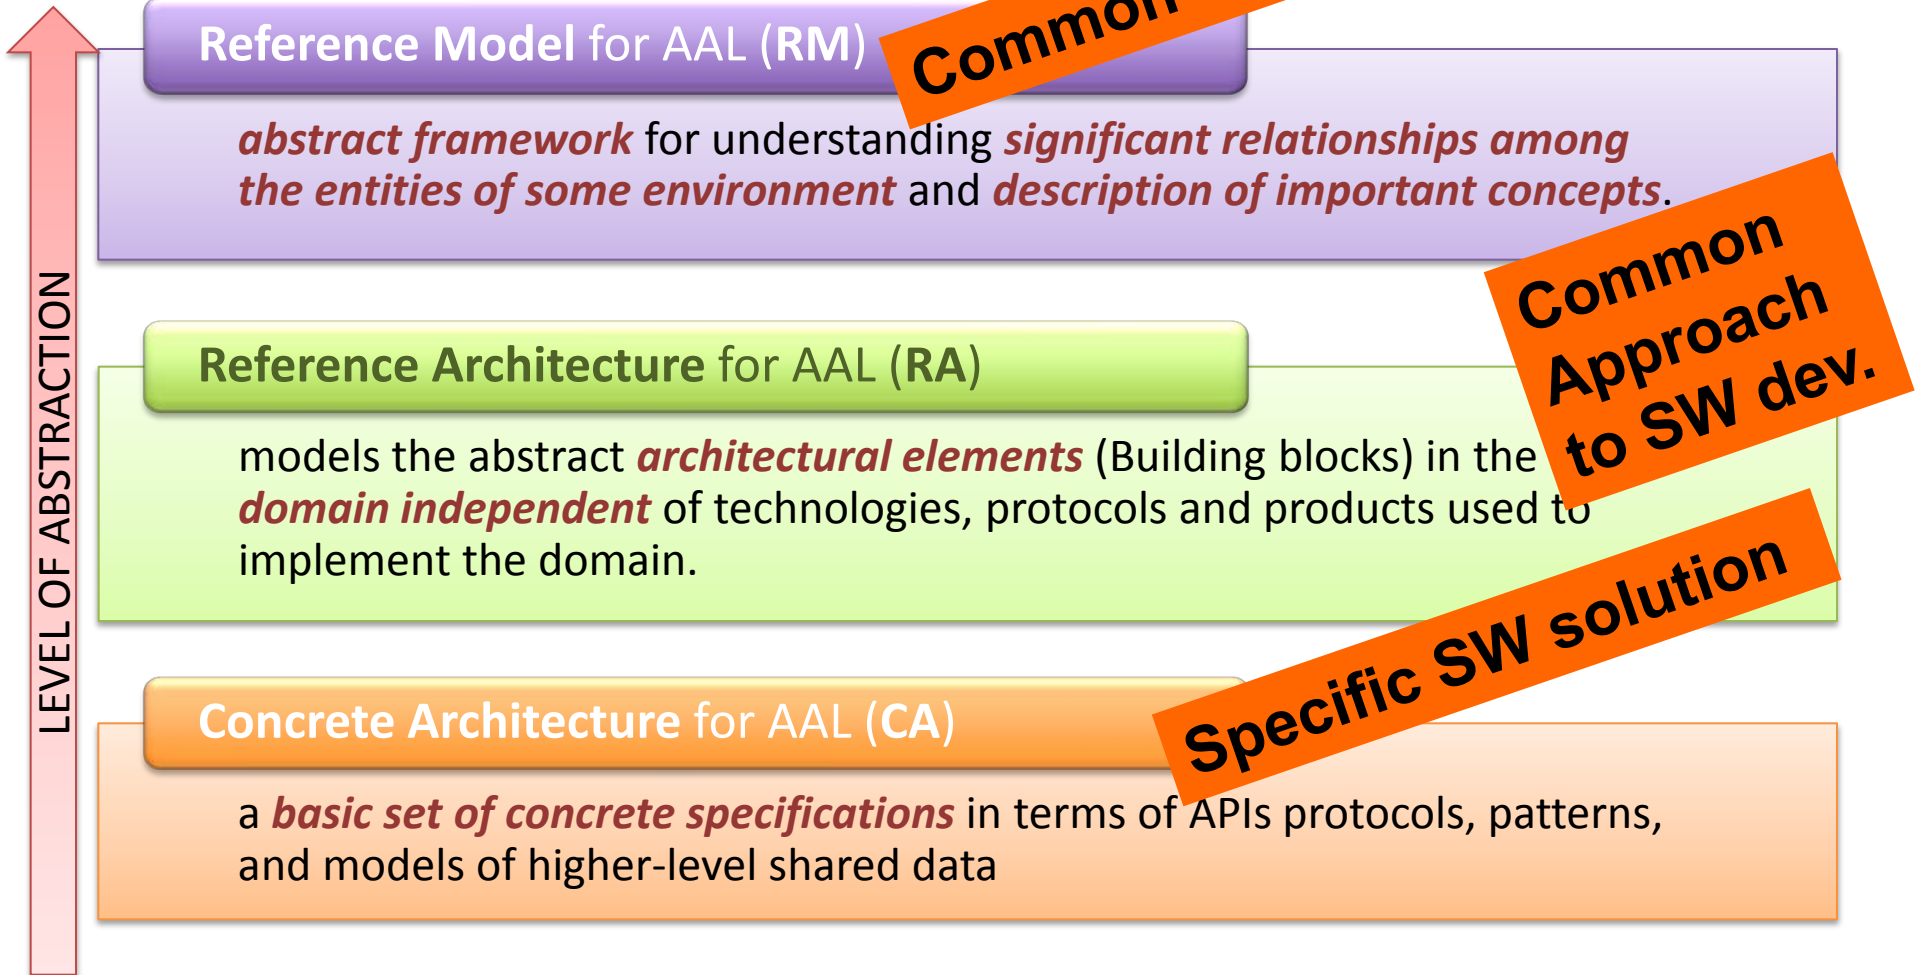 Reference Model for AAL (RM)
Common
abstract framework for understanding significant relationships among
the entities of some environment and description of important concepts.
Common
Approach
to SW dev.
LEVEL OF ABSTRACTION
Reference Architecture for AAL (RA)
models the abstract architectural elements (Building blocks) in the
domain independent of technologies, protocols and products used to
implement the domain.
Specific SW solution
Concrete Architecture for AAL (CA)
a basic set of concrete specifications in terms of APIs protocols, patterns,
and models of higher-level shared data